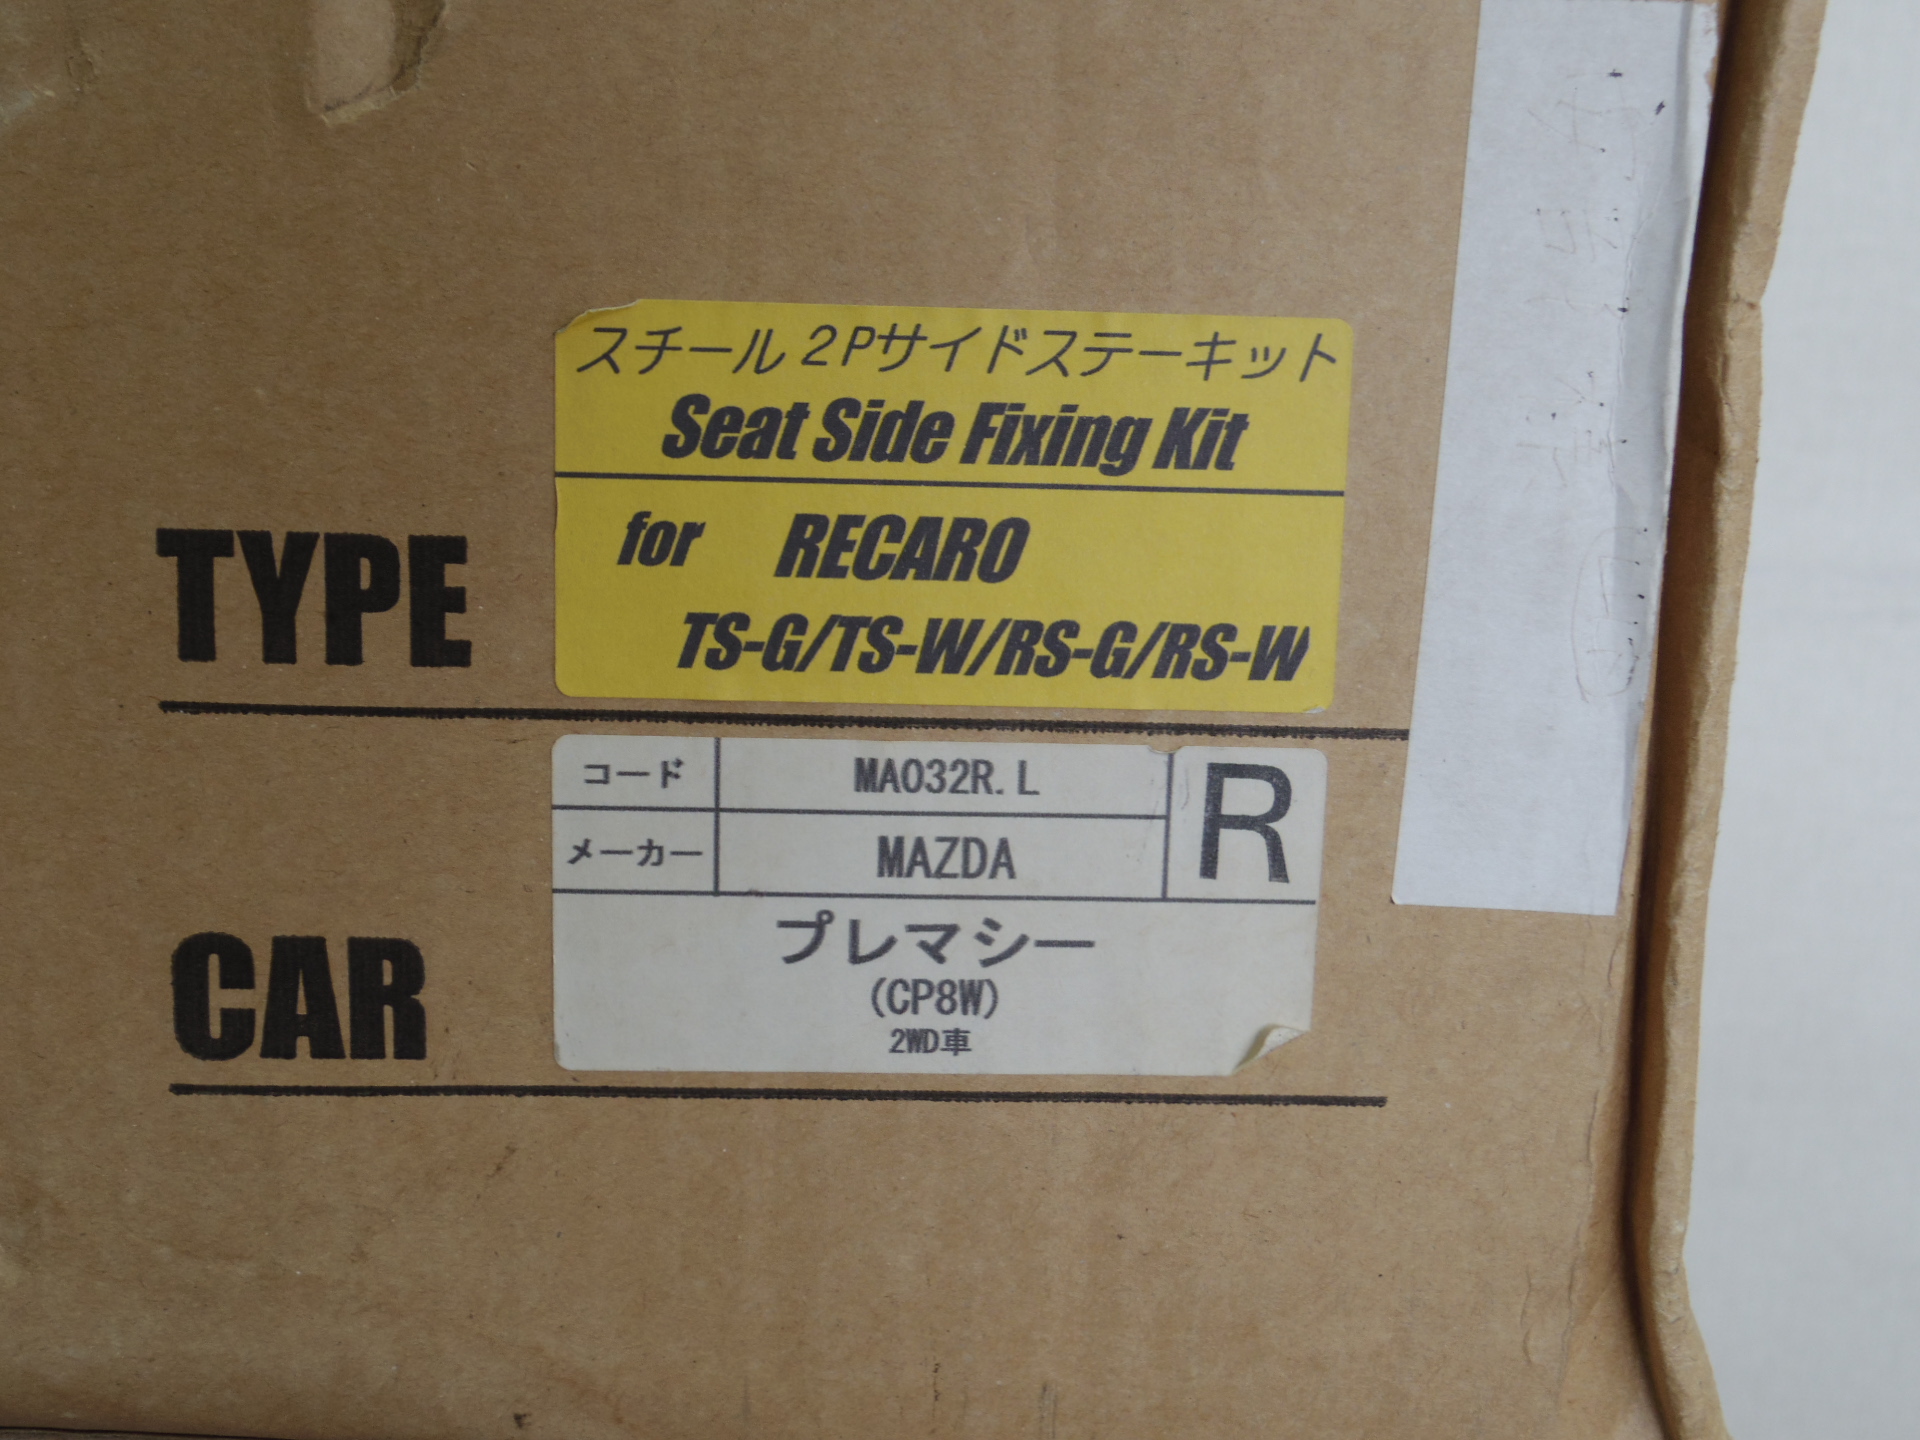 スチール2Pサイドステーキット
Seat Side Fixing Kit
for RECARO
TS-G/TS-W/RS-G/RS-W
TYPE
コード MA032R.L R
メーカー MAZDA
プレマシー
(CP8W)
2WD車
CAR